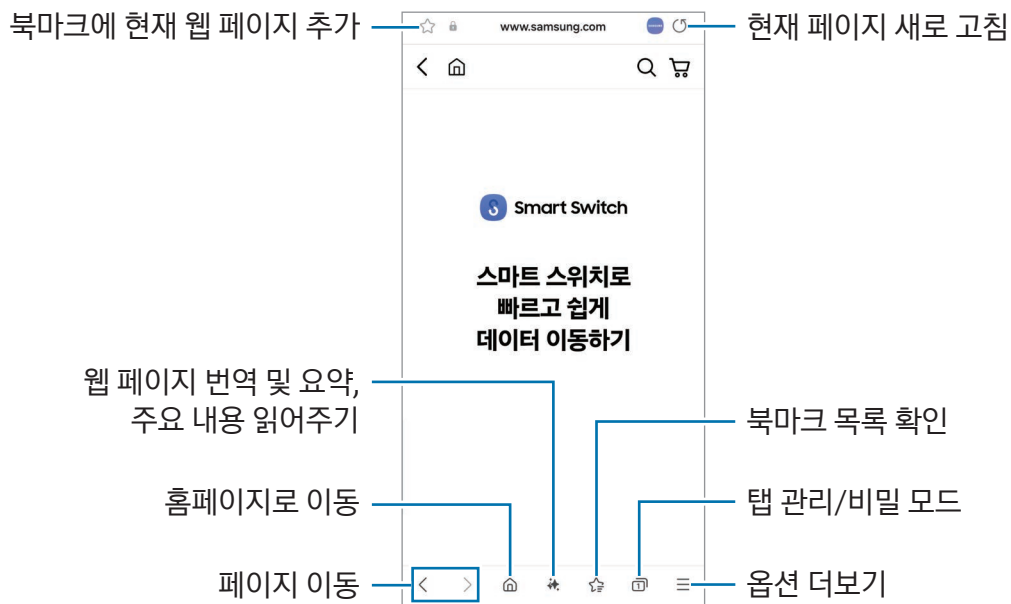 북마크에 현재 웹 페이지 추가
www.samsung.com
현재 페이지 새로 고침
Smart Switch
스마트 스위치로
빠르고 쉽게
데이터 이동하기
웹 페이지 번역 및 요약,
주요 내용 읽어주기
북마크 목록 확인
홈페이지로 이동
탭 관리/비밀 모드
페이지 이동
1
옵션 더보기